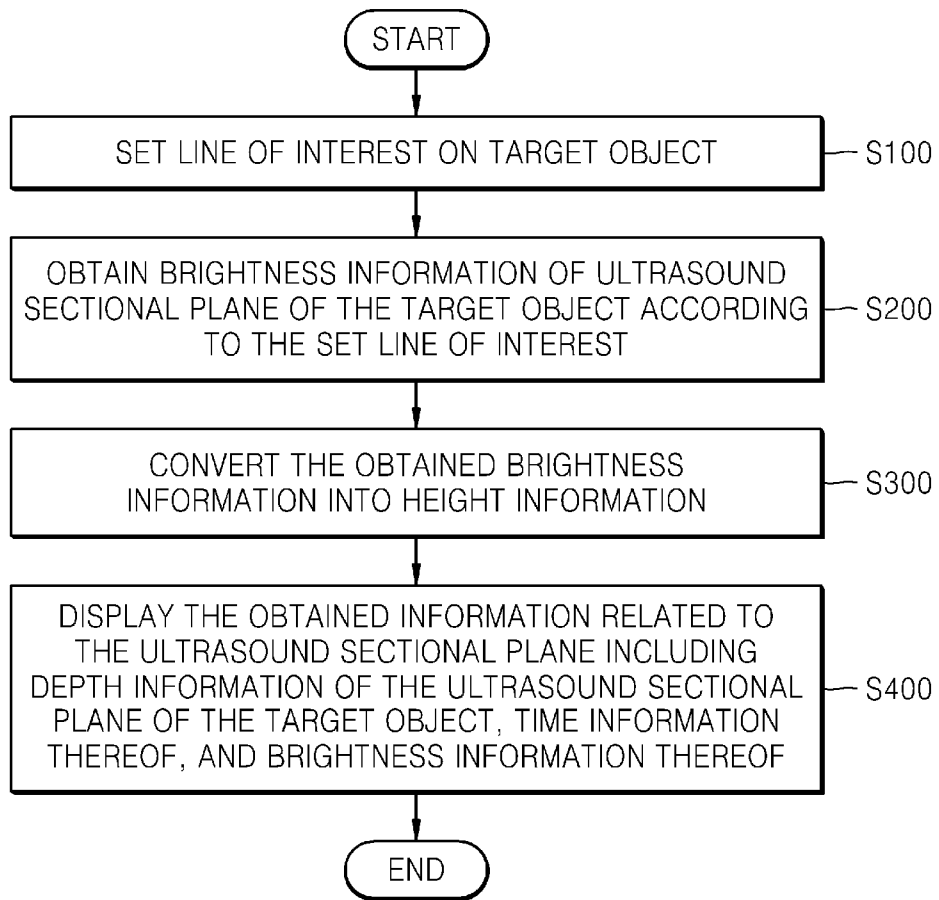 START
SET LINE OF INTEREST ON TARGET OBJECT
S100
OBTAIN BRIGHTNESS INFORMATION OF ULTRASOUND
SECTIONAL PLANE OF THE TARGET OBJECT ACCORDING
TO THE SET LINE OF INTEREST
S200
CONVERT THE OBTAINED BRIGHTNESS
INFORMATION INTO HEIGHT INFORMATION
S300
DISPLAY THE OBTAINED INFORMATION RELATED TO
THE ULTRASOUND SECTIONAL PLANE INCLUDING
DEPTH INFORMATION OF THE ULTRASOUND SECTIONAL
PLANE OF THE TARGET OBJECT, TIME INFORMATION
THEREOF, AND BRIGHTNESS INFORMATION THEREOF
S400
END